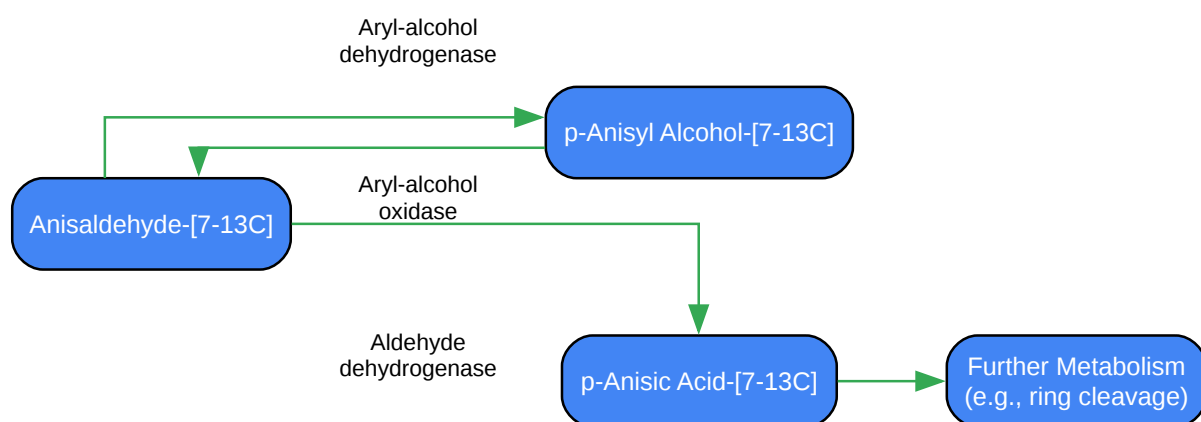 Aryl-alcohol
dehydrogenase
p-Anisyl Alcohol-[7-13C]
Aryl-alcohol
oxidase
Anisaldehyde-[7-13C]
Aldehyde
dehydrogenase
p-Anisic Acid-[7-13C]
Further Metabolism
(e.g., ring cleavage)